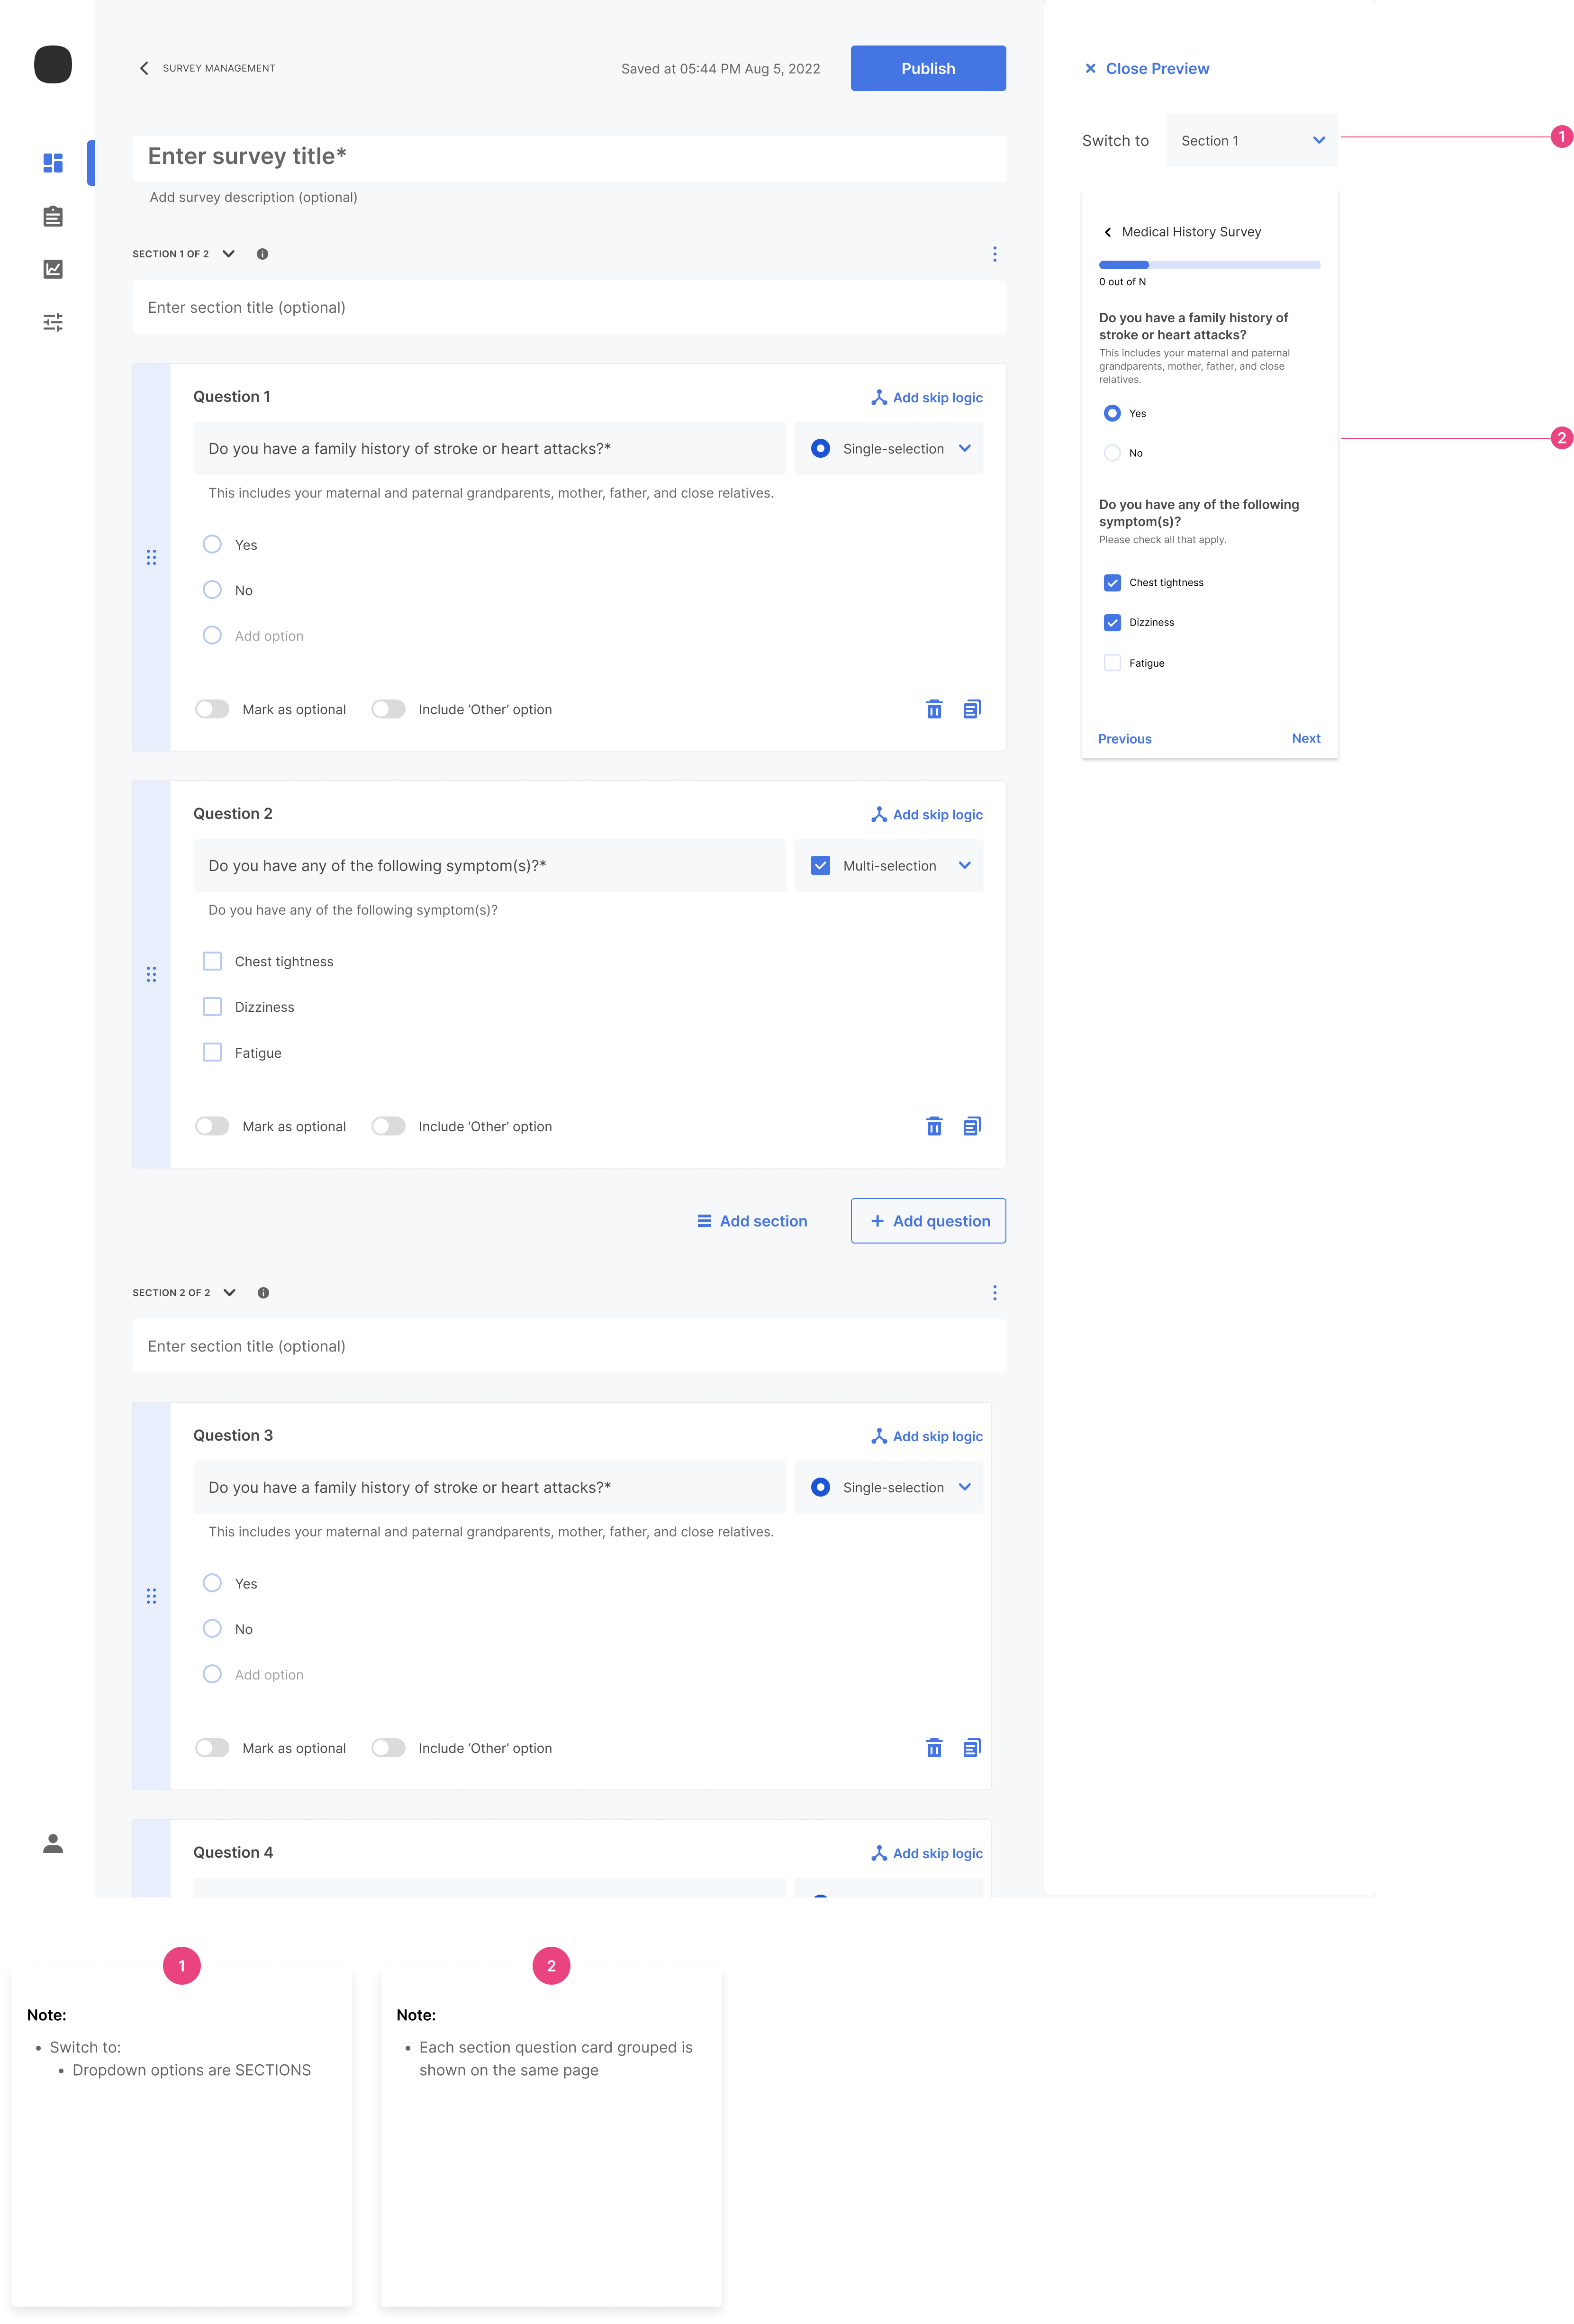 SURVEY MANAGEMENT
Saved at 05:44 PM Aug 5, 2022
Publish
Enter survey title*
Add survey description (optional)
SECTION 1 OF 2
Enter section title (optional)
Question 1
Add skip logic
Do you have a family history of stroke or heart attacks?*
Single-selection
This includes your maternal and paternal grandparents, mother, father, and close relatives.
Yes
No
Add option
Mark as optional
Include ‘Other’ option
Question 2
Add skip logic
Do you have any of the following symptom(s)?*
Multi-selection
Do you have any of the following symptom(s)?
Chest tightness
Dizziness
Fatigue
Mark as optional
Include ‘Other’ option
Add section
Add question
SECTION 2 OF 2
Enter section title (optional)
Question 3
Add skip logic
Do you have a family history of stroke or heart attacks?*
Single-selection
This includes your maternal and paternal grandparents, mother, father, and close relatives.
Yes
No
Add option
Mark as optional
Include ‘Other’ option
Question 4
Add skip logic
Close Preview
Switch to
Section 1
1
Medical History Survey
0 out of N
Do you have a family history of
stroke or heart attacks?
This includes your maternal and paternal
grandparents, mother, father, and close
relatives.
Yes
No
2
Do you have any of the following
symptom(s)?
Please check all that apply.
Chest tightness
Dizziness
Fatigue
Previous
Next
1
Note:
• Switch to:
• Dropdown options are SECTIONS
2
Note:
• Each section question card grouped is
shown on the same page